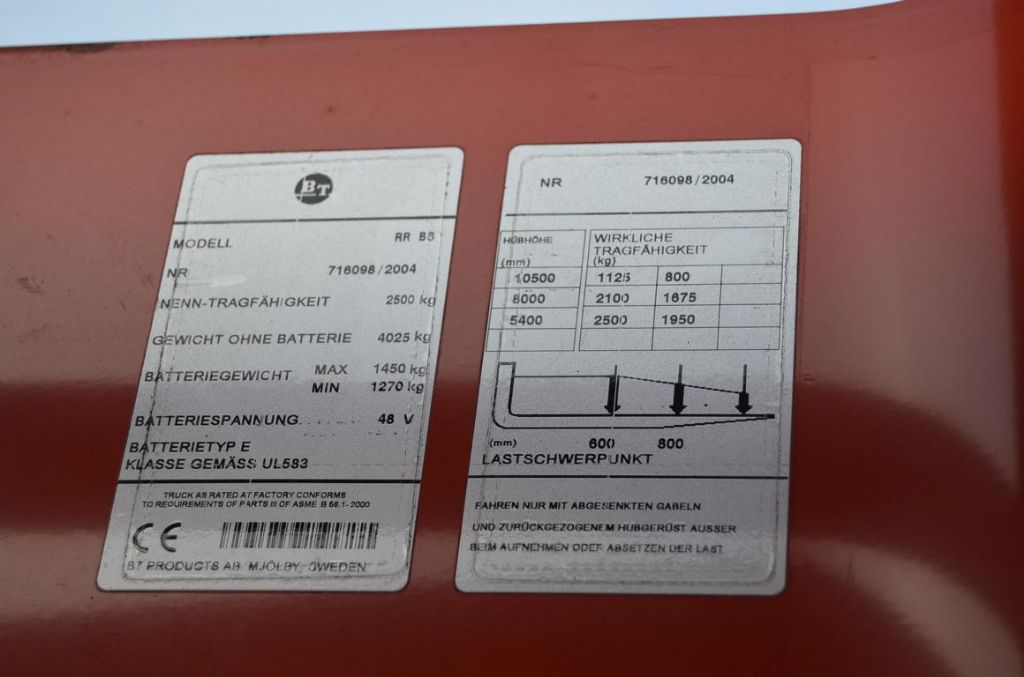 BT
MODELL RR B8
NR 716098/2004
NENN-TRAGFÄHIGKEIT 2500 kg
GEWICHT OHNE BATTERIE 4025 kg
BATTERIEGEWICHT MAX 1450 kg
MIN 1270 kg
BATTERIESPANNUNG 48 V
BATTERIETYP E
KLASSE GEMÄSS UL583
TRUCK AS RATED AT FACTORY CONFORMS
TO REQUIREMENTS OF PARTS III OF ASME B 56.1-2000
CE
BT PRODUCTS AB, MJÖLBY, SWEDEN
NR 716098/2004
HÜBHÖHE WIRKLICHE
TRAGFÄHIGKEIT
(mm) (kg)
10500 1125 800
8000 2100 1675
5400 2500 1950
(mm) 600 800
LASTSCHWERPUNKT
FAHREN NUR MIT ABGESENKTEN GABELN
UND ZURÜCKGEZOGENEM HUBGERÜST AUSSER
BEIM AUFNEHMEN ODER ABSETZEN DER LAST